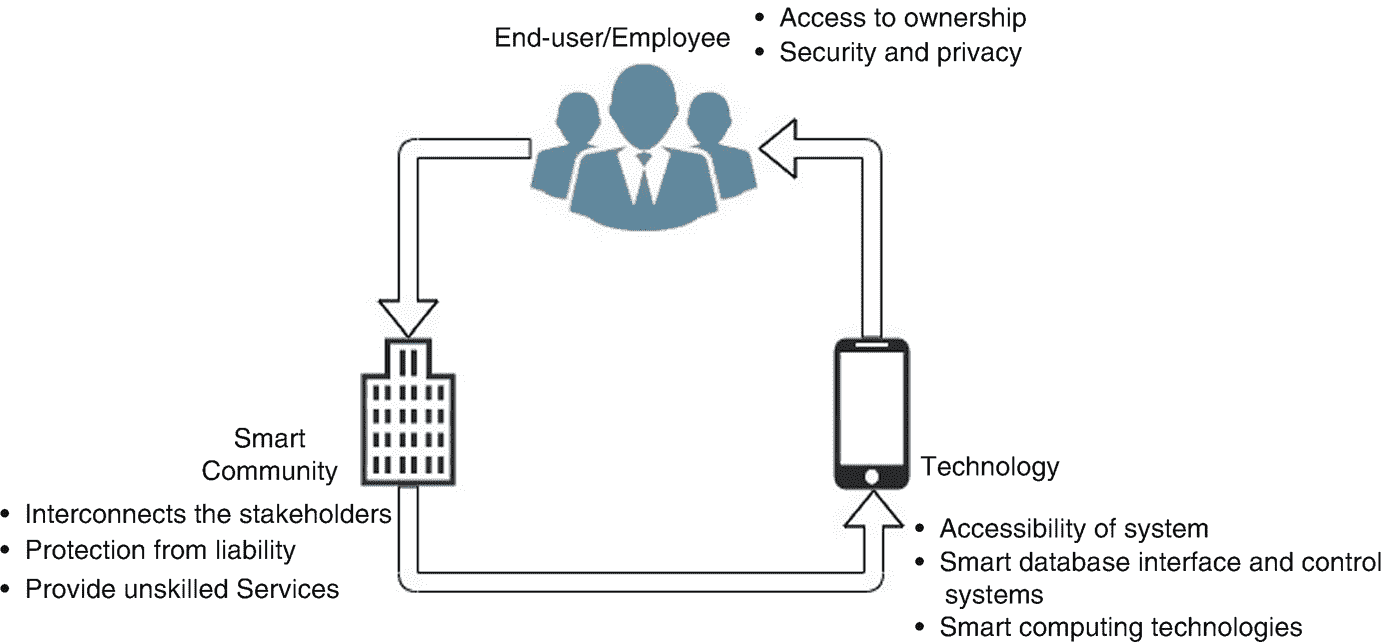 End-user/Employee
• Access to ownership
• Security and privacy
Smart
Community
• Interconnects the stakeholders
• Protection from liability
• Provide unskilled Services
Technology
• Accessibility of system
• Smart database interface and control
systems
• Smart computing technologies